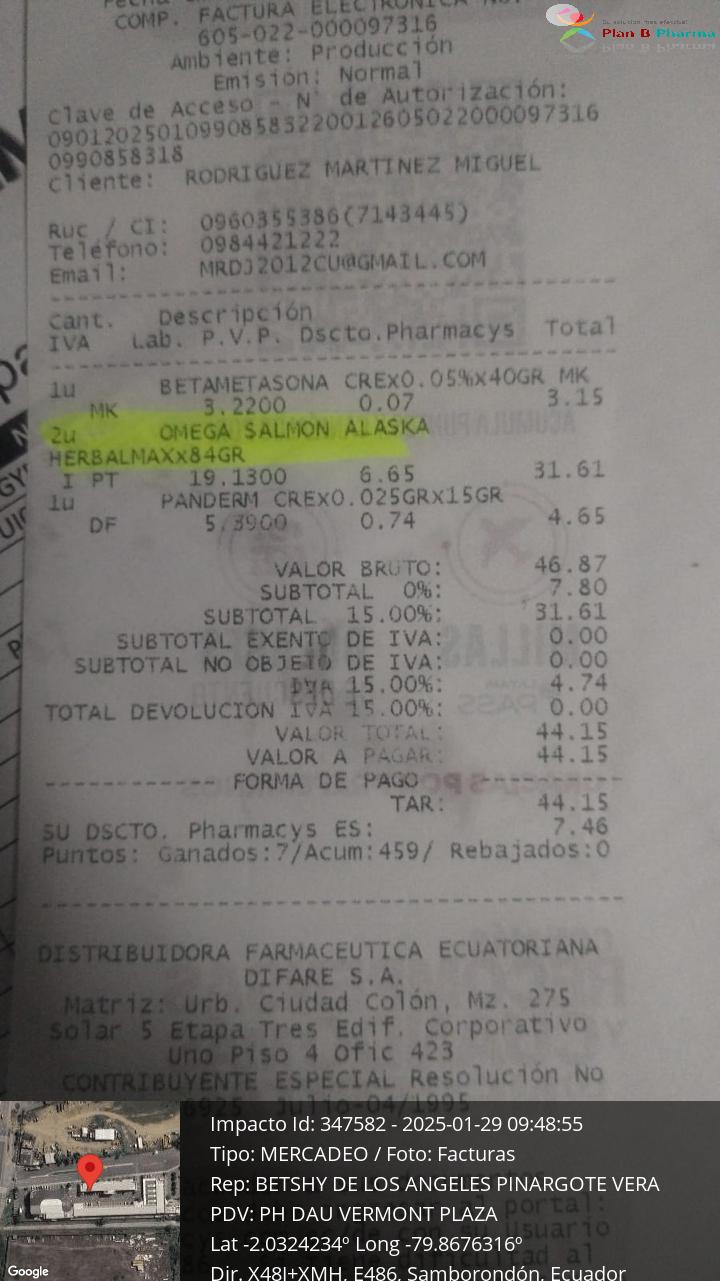 COMP. FACTURA ELECTRONICA
605-022-000097316
Ambiente: Producción
Emisión: Normal
Clave de Acceso - N° de Autorización:
090120250109908583220012605022000097316
0990858318
Cliente: RODRIGUEZ MARTINEZ MIGUEL
Ruc / CI: 0960355386(7143445)
Teléfono: 0984421222
Email: MRDJ2012CU@GMAIL.COM
Cant. Descripción
IVA Lab. P.V.P. Dscto.Pharmacys Total
1u BETAMETASONA CREX0.05%x40GR MK
MK 3.2200 0.07 3.15
2u OMEGA SALMON ALASKA
HERBALMAXx84GR
I PT 19.1300 6.65 31.61
1u PANDERM CREX0.025GRx15GR
DF 5.3900 0.74 4.65
VALOR BRUTO: 46.87
SUBTOTAL 0%: 7.80
SUBTOTAL 15.00%: 31.61
SUBTOTAL EXENTO DE IVA: 0.00
SUBTOTAL NO OBJETO DE IVA: 0.00
IVA 15.00%: 4.74
TOTAL DEVOLUCION IVA 15.00%: 0.00
VALOR TOTAL: 44.15
VALOR A PAGAR: 44.15
------------ FORMA DE PAGO ------------
TAR: 44.15
SU DSCTO. Pharmacys ES: 7.46
Puntos: Ganados:7/Acum:459/ Rebajados:0
DISTRIBUIDORA FARMACEUTICA ECUATORIANA
DIFARE S.A.
Matriz: Urb. Ciudad Colón, Mz. 275
Solar 5 Etapa Tres Edif. Corporativo
Uno Piso 4 Ofic 423
CONTRIBUYENTE ESPECIAL Resolución No
6925 Julio-04/1995
Plan B Pharma
Impacto Id: 347582 - 2025-01-29 09:48:55
Tipo: MERCADEO / Foto: Facturas
Rep: BETSHY DE LOS ANGELES PINARGOTE VERA
PDV: PH DAU VERMONT PLAZA
Lat -2.0324234º Long -79.8676316º
Dir. X48J+XMH, E486, Samborondón, Ecuador
Google